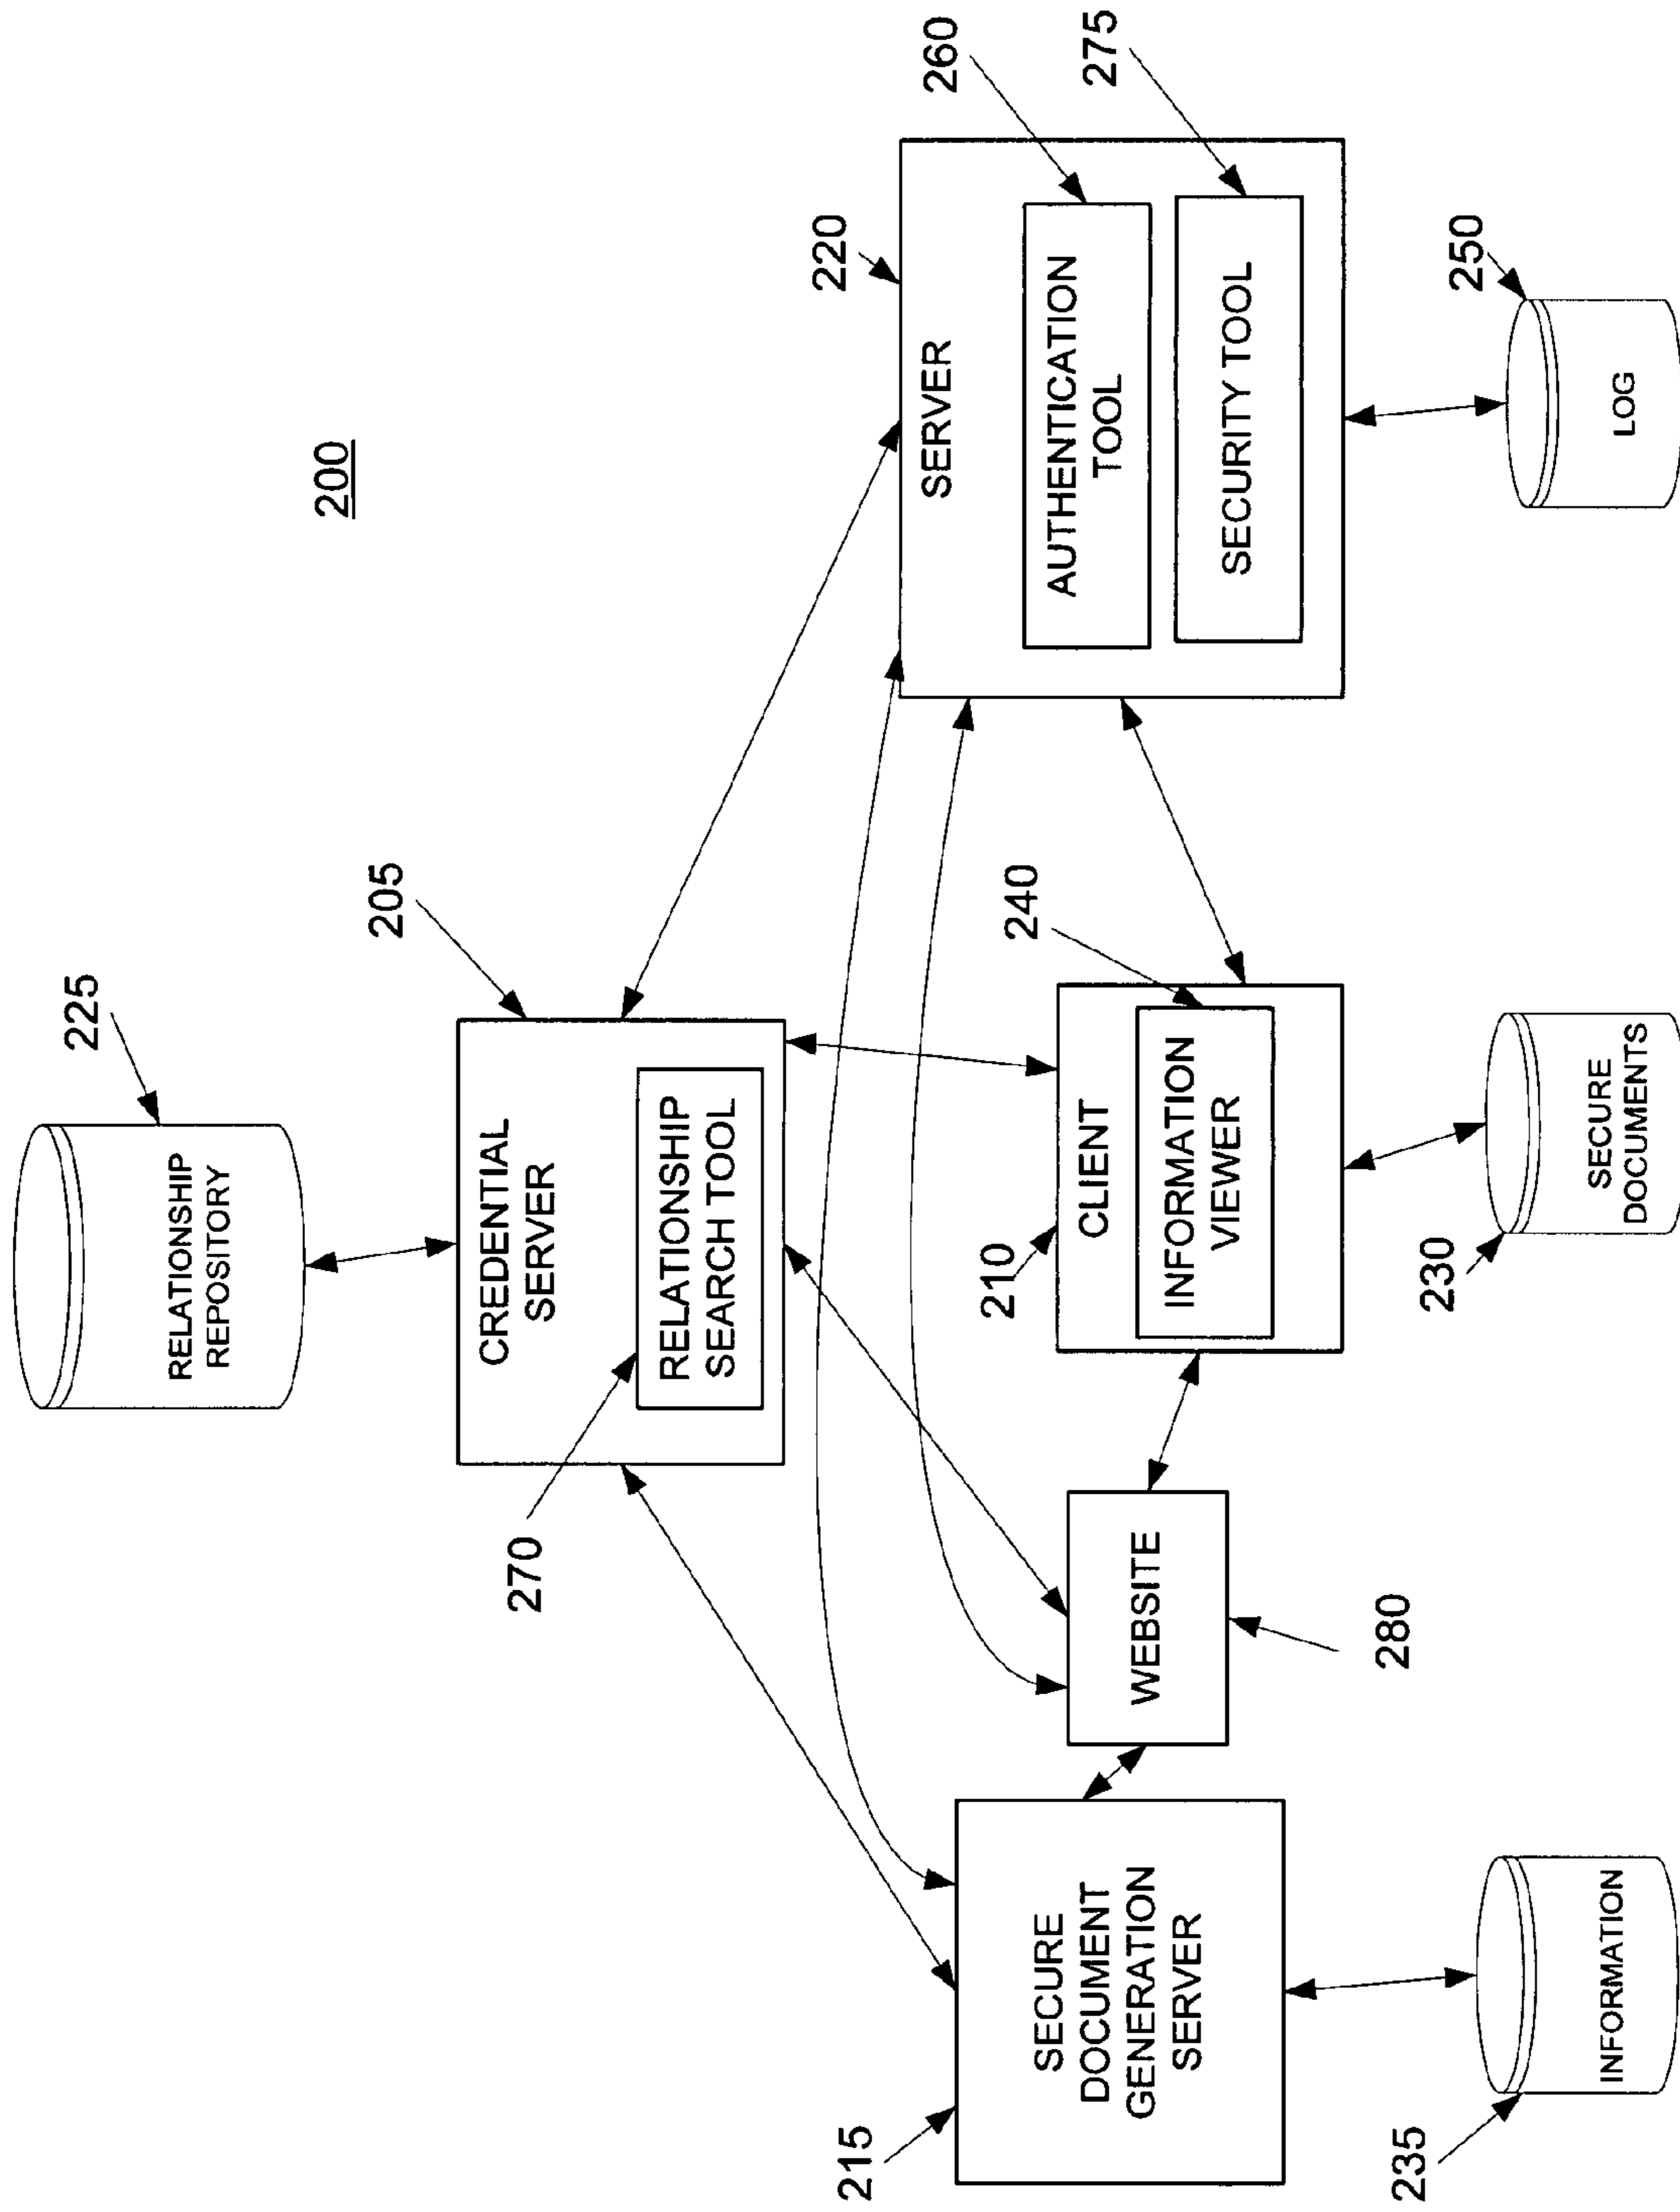 200
225
RELATIONSHIP
REPOSITORY
205
CREDENTIAL
SERVER
RELATIONSHIP
SEARCH TOOL
270
220
SERVER
260
AUTHENTICATION
TOOL
275
SECURITY TOOL
215
SECURE
DOCUMENT
GENERATION
SERVER
WEBSITE
280
210
CLIENT
240
INFORMATION
VIEWER
235
INFORMATION
230
SECURE
DOCUMENTS
250
LOG